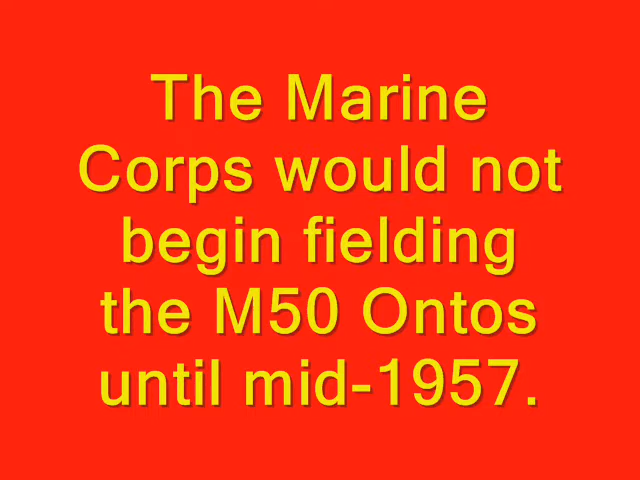 The Marine
Corps would not
begin fielding
the M50 Ontos
until mid-1957.